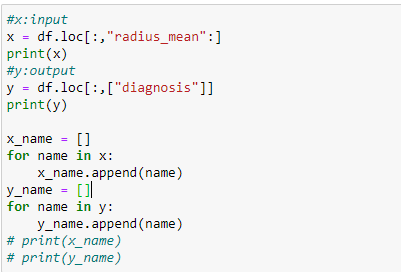 #x:input
x = df.loc[:,"radius_mean":]
print(x)
#y:output
y = df.loc[:,["diagnosis"]]
print(y)

x_name = []
for name in x:
    x_name.append(name)
y_name = []
for name in y:
    y_name.append(name)
# print(x_name)
# print(y_name)